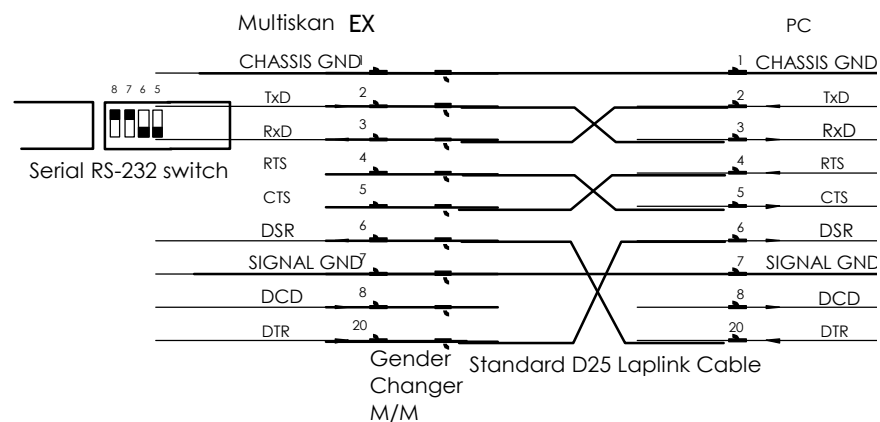 Multiskan EX PC
CHASSIS GND 1 1 CHASSIS GND
8 7 6 5
TxD 2 2 TxD
RxD 3 3 RxD
Serial RS-232 switch
RTS 4 4 RTS
CTS 5 5 CTS
DSR 6 6 DSR
SIGNAL GND 7 7 SIGNAL GND
DCD 8 8 DCD
DTR 20 20 DTR
Gender
Changer
M/M
Standard D25 Laplink Cable